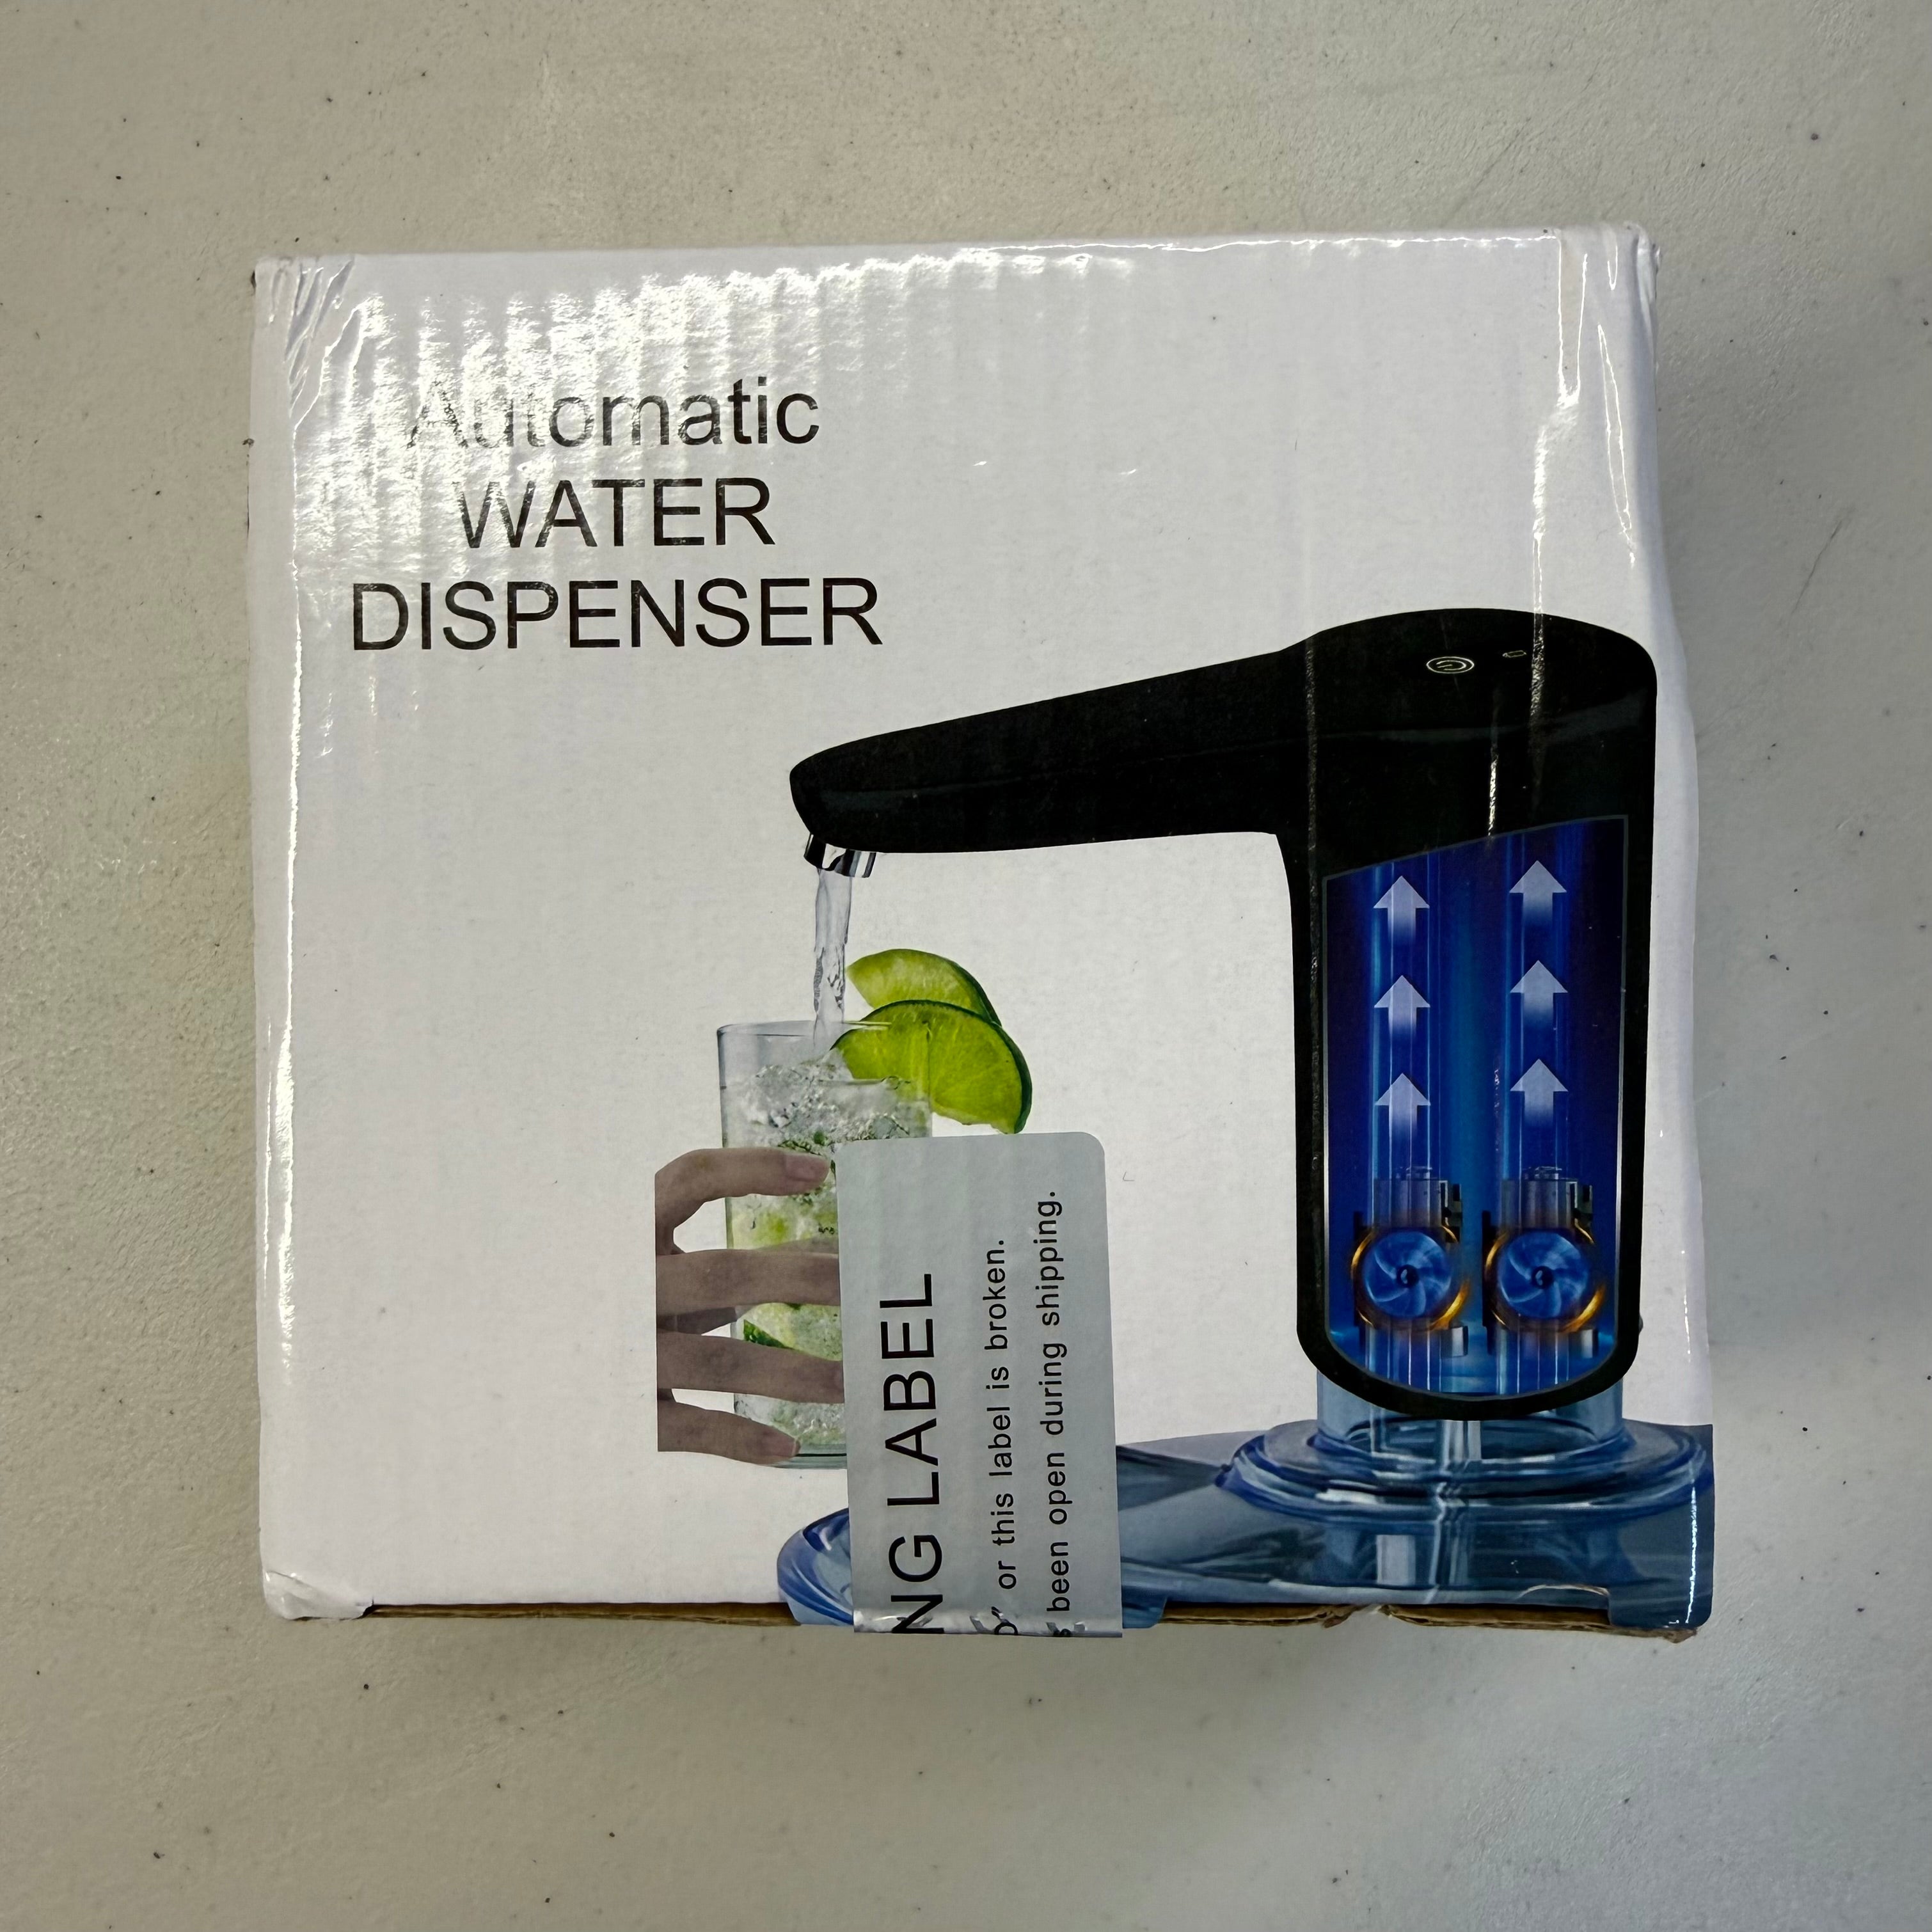 Automatic
WATER
DISPENSER
NG LABEL
or this label is broken.
been open during shipping.